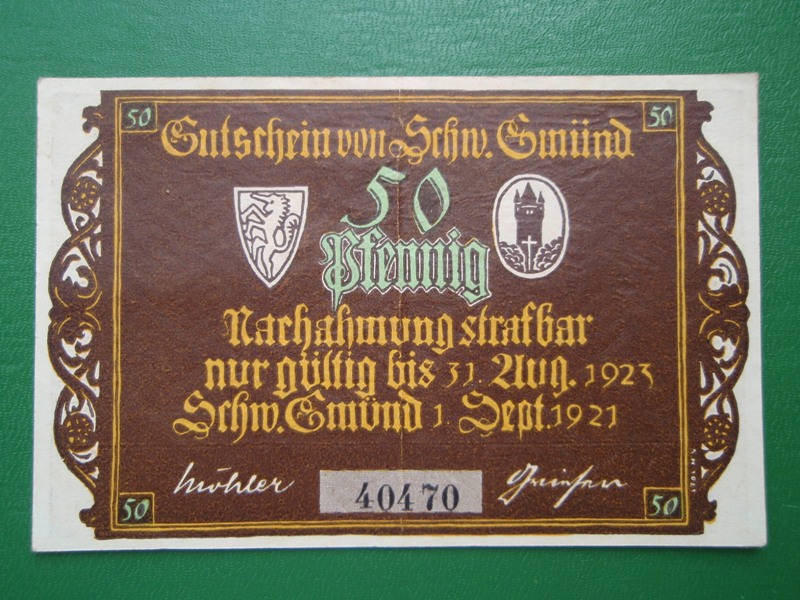 50 50
Gutschein von Schw. Gmünd
50
Pfennig
Nachahmung strafbar
nur gültig bis 31. Aug. 1923
Schw. Gmünd 1. Sept. 1921
Möhler 40470
50 50